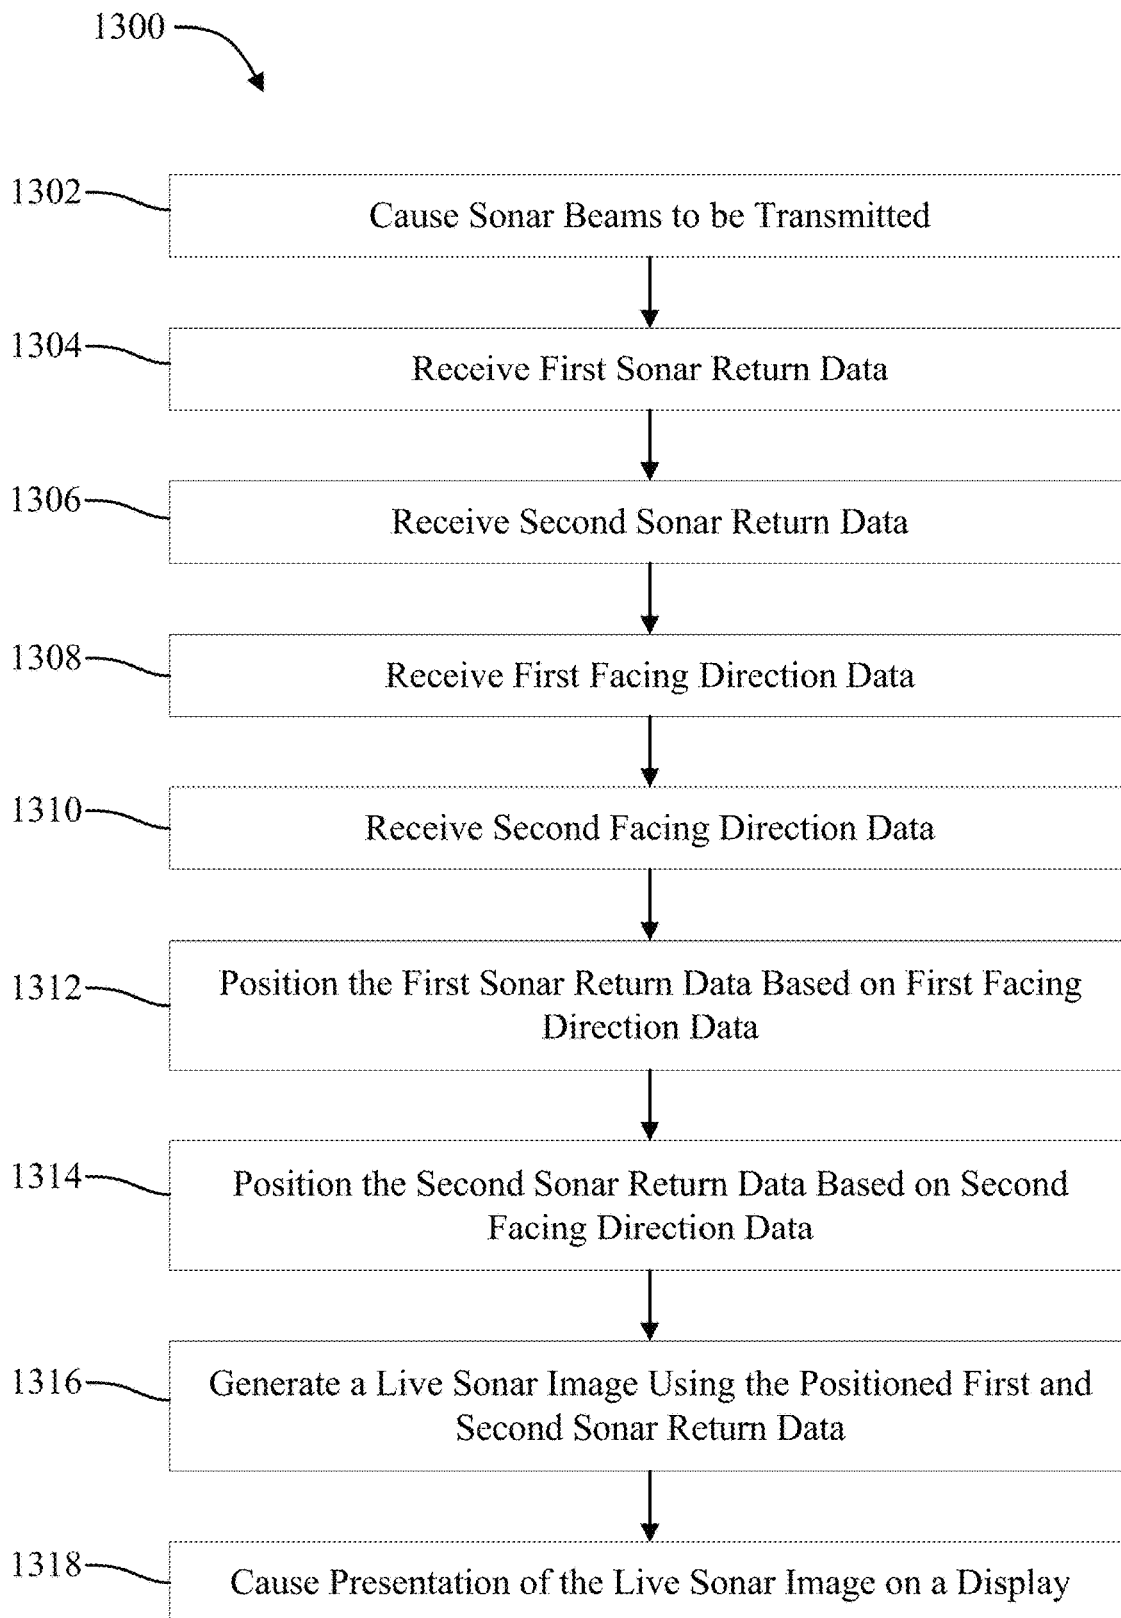 1300
1302
Cause Sonar Beams to be Transmitted
1304
Receive First Sonar Return Data
1306
Receive Second Sonar Return Data
1308
Receive First Facing Direction Data
1310
Receive Second Facing Direction Data
1312
Position the First Sonar Return Data Based on First Facing
Direction Data
1314
Position the Second Sonar Return Data Based on Second
Facing Direction Data
1316
Generate a Live Sonar Image Using the Positioned First and
Second Sonar Return Data
1318
Cause Presentation of the Live Sonar Image on a Display